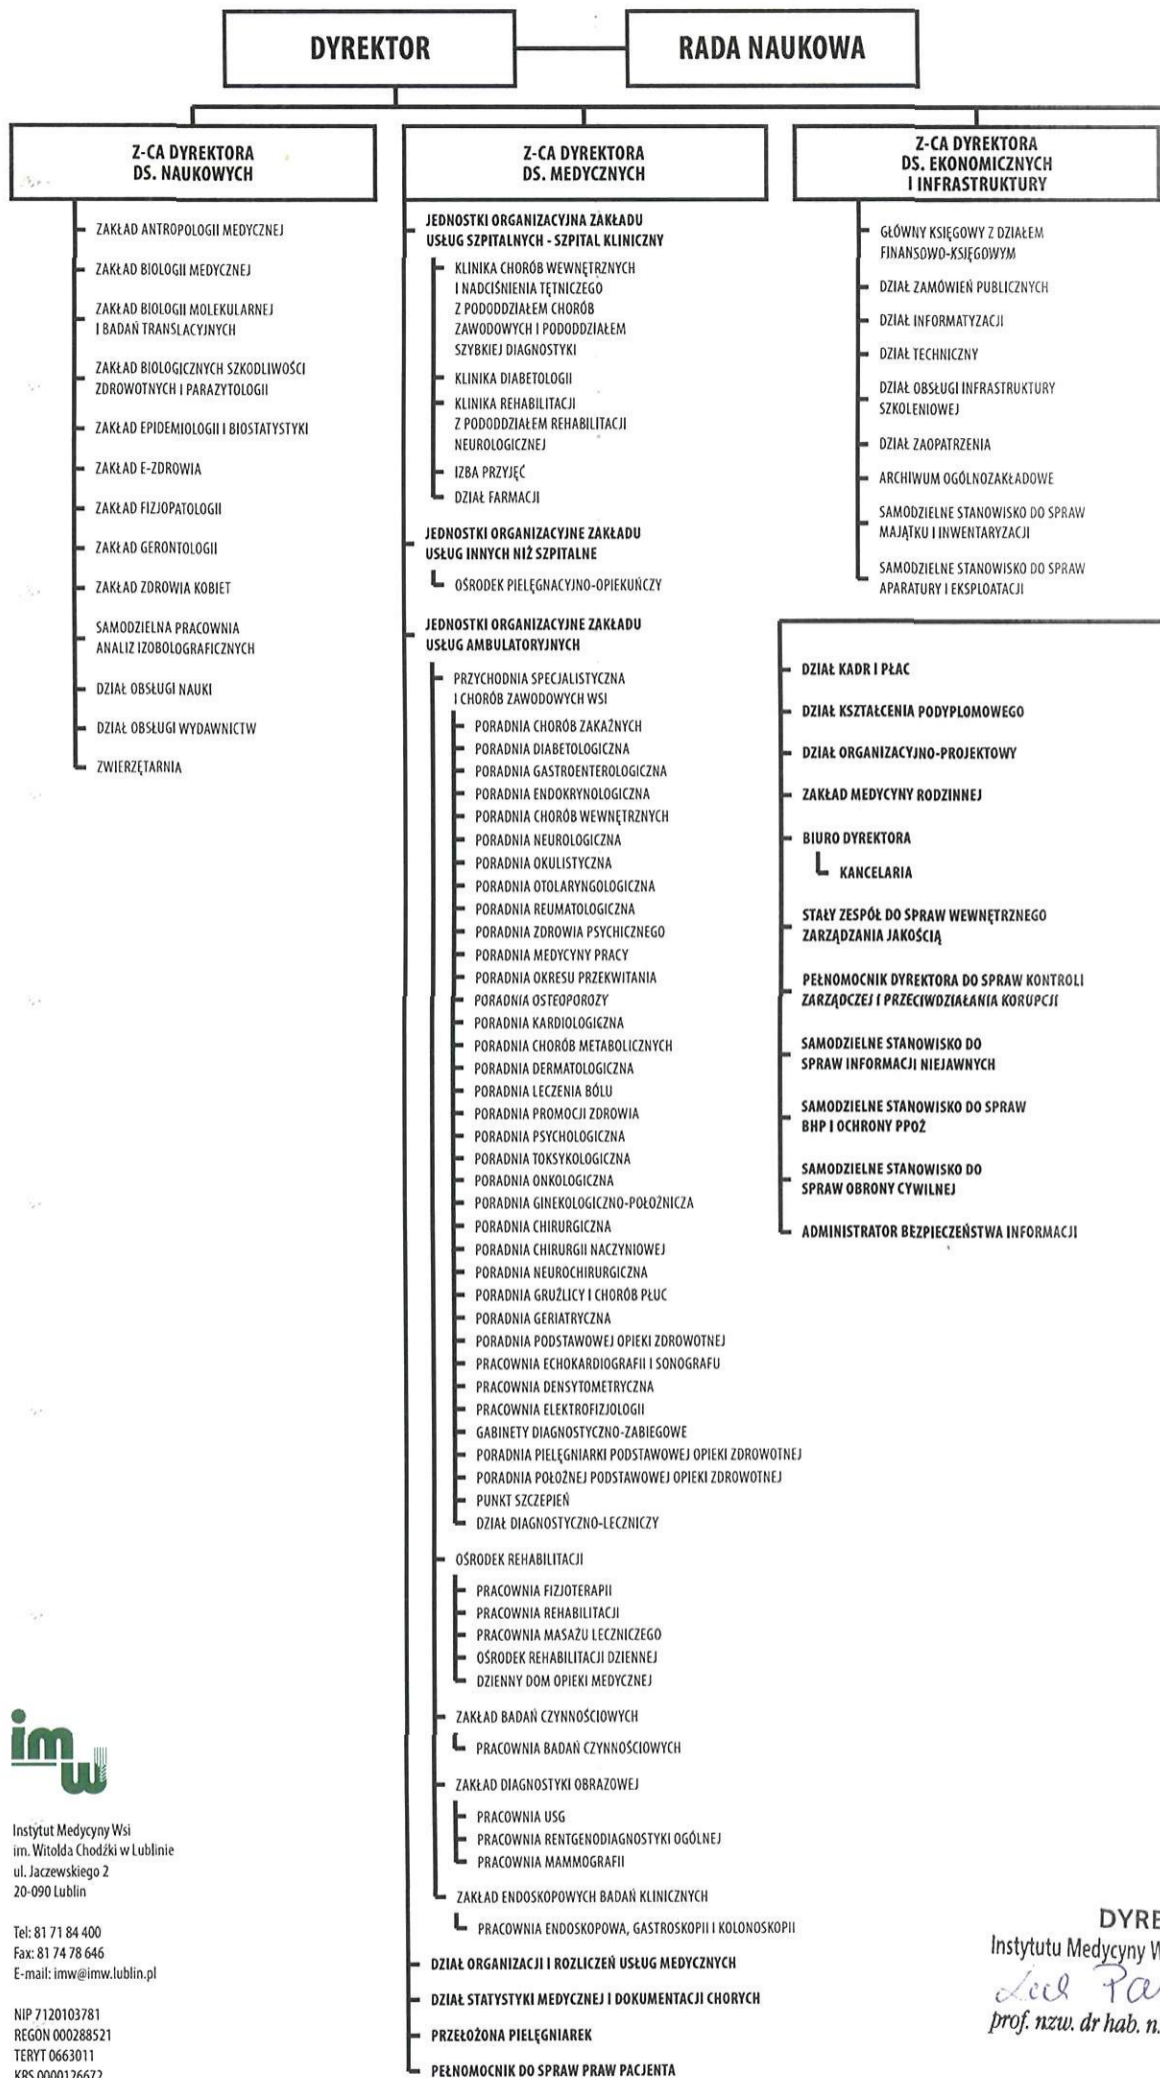 DYREKTOR
RADA NAUKOWA
Z-CA DYREKTORA
DS. NAUKOWYCH
ZAKŁAD ANTROPOLOGII MEDYCZNEJ
ZAKŁAD BIOLOGII MEDYCZNEJ
ZAKŁAD BIOLOGII MOLEKULARNEJ
I BADAŃ TRANSLACYJNYCH
ZAKŁAD BIOLOGICZNYCH SZKODLIWOŚCI
ZDROWOTNYCH I PARAZYTOLOGII
ZAKŁAD EPIDEMIOLOGII I BIOSTATYSTYKI
ZAKŁAD E-ZDROWIA
ZAKŁAD FIZJOPATOLOGII
ZAKŁAD GERONTOLOGII
ZAKŁAD ZDROWIA KOBIET
SAMODZIELNA PRACOWNIA
ANALIZ IZOBOLOGRAFICZNYCH
DZIAŁ OBSŁUGI NAUKI
DZIAŁ OBSŁUGI WYDAWNICTW
ZWIERZĘTARNIA
Z-CA DYREKTORA
DS. MEDYCZNYCH
JEDNOSTKI ORGANIZACYJNA ZAKŁADU
USŁUG SZPITALNYCH - SZPITAL KLINICZNY
KLINIKA CHORÓB WEWNĘTRZNYCH
I NADCIŚNIENIA TĘTNICZEGO
Z PODODDZIAŁEM CHORÓB
ZAWODOWYCH I PODODDZIAŁEM
SZYBKIEJ DIAGNOSTYKI
KLINIKA DIABETOLOGII
KLINIKA REHABILITACJI
Z PODODDZIAŁEM REHABILITACJI
NEUROLOGICZNEJ
IZBA PRZYJĘĆ
DZIAŁ FARMACJI
JEDNOSTKI ORGANIZACYJNE ZAKŁADU
USŁUG INNYCH NIŻ SZPITALNE
OŚRODEK PIELĘGNACYJNO-OPIEKUŃCZY
JEDNOSTKI ORGANIZACYJNE ZAKŁADU
USŁUG AMBULATORYJNYCH
PRZYCHODNIA SPECJALISTYCZNA
I CHORÓB ZAWODOWYCH WSI
PORADNIA CHORÓB ZAKAŹNYCH
PORADNIA DIABETOLOGICZNA
PORADNIA GASTROENTEROLOGICZNA
PORADNIA ENDOKRYNOLOGICZNA
PORADNIA CHORÓB WEWNĘTRZNYCH
PORADNIA NEUROLOGICZNA
PORADNIA OKULISTYCZNA
PORADNIA OTOLARYNGOLOGICZNA
PORADNIA REUMATOLOGICZNA
PORADNIA ZDROWIA PSYCHICZNEGO
PORADNIA MEDYCYNY PRACY
PORADNIA OKRESU PRZEKWITANIA
PORADNIA OSTEOPOROZY
PORADNIA KARDIOLOGICZNA
PORADNIA CHORÓB METABOLICZNYCH
PORADNIA DERMATOLOGICZNA
PORADNIA LECZENIA BÓLU
PORADNIA PROMOCJI ZDROWIA
PORADNIA PSYCHOLOGICZNA
PORADNIA TOKSYKOLOGICZNA
PORADNIA ONKOLOGICZNA
PORADNIA GINEKOLOGICZNO-POŁOŻNICZA
PORADNIA CHIRURGICZNA
PORADNIA CHIRURGII NACZYNIOWEJ
PORADNIA NEUROCHIRURGICZNA
PORADNIA GRUŹLICY I CHORÓB PŁUC
PORADNIA GERIATRYCZNA
PORADNIA PODSTAWOWEJ OPIEKI ZDROWOTNEJ
PRACOWNIA ECHOKARDIOGRAFII I SONOGRAFU
PRACOWNIA DENSYTOMETRYCZNA
PRACOWNIA ELEKTROFIZJOLOGII
GABINETY DIAGNOSTYCZNO-ZABIEGOWE
PORADNIA PIELĘGNIARKI PODSTAWOWEJ OPIEKI ZDROWOTNEJ
PORADNIA POŁOŻNEJ PODSTAWOWEJ OPIEKI ZDROWOTNEJ
PUNKT SZCZEPIEŃ
DZIAŁ DIAGNOSTYCZNO-LECZNICZY
OŚRODEK REHABILITACJI
PRACOWNIA FIZJOTERAPII
PRACOWNIA REHABILITACJI
PRACOWNIA MASAŻU LECZNICZEGO
OŚRODEK REHABILITACJI DZIENNEJ
DZIENNY DOM OPIEKI MEDYCZNEJ
ZAKŁAD BADAŃ CZYNNOŚCIOWYCH
PRACOWNIA BADAŃ CZYNNOŚCIOWYCH
ZAKŁAD DIAGNOSTYKI OBRAZOWEJ
PRACOWNIA USG
PRACOWNIA RENTGENODIAGNOSTYKI OGÓLNEJ
PRACOWNIA MAMMOGRAFII
ZAKŁAD ENDOSKOPOWYCH BADAŃ KLINICZNYCH
PRACOWNIA ENDOSKOPOWA, GASTROSKOPII I KOLONOSKOPII
DZIAŁ ORGANIZACJI I ROZLICZEŃ USŁUG MEDYCZNYCH
DZIAŁ STATYSTYKI MEDYCZNEJ I DOKUMENTACJI CHORYCH
PRZEŁOŻONA PIELĘGNIAREK
PEŁNOMOCNIK DO SPRAW PRAW PACJENTA
Z-CA DYREKTORA
DS. EKONOMICZNYCH
I INFRASTRUKTURY
GŁÓWNY KSIĘGOWY Z DZIAŁEM
FINANSOWO-KSIĘGOWYM
DZIAŁ ZAMÓWIEŃ PUBLICZNYCH
DZIAŁ INFORMATYZACJI
DZIAŁ TECHNICZNY
DZIAŁ OBSŁUGI INFRASTRUKTURY
SZKOLENIOWEJ
DZIAŁ ZAOPATRZENIA
ARCHIWUM OGÓLNOZAKŁADOWE
SAMODZIELNE STANOWISKO DO SPRAW
MAJĄTKU I INWENTARYZACJI
SAMODZIELNE STANOWISKO DO SPRAW
APARATURY I EKSPLOATACJI
DZIAŁ KADR I PŁAC
DZIAŁ KSZTAŁCENIA PODYPLOMOWEGO
DZIAŁ ORGANIZACYJNO-PROJEKTOWY
ZAKŁAD MEDYCYNY RODZINNEJ
BIURO DYREKTORA
KANCELARIA
STAŁY ZESPÓŁ DO SPRAW WEWNĘTRZNEGO
ZARZĄDZANIA JAKOŚCIĄ
PEŁNOMOCNIK DYREKTORA DO SPRAW KONTROLI
ZARZĄDCZEJ I PRZECIWDZIAŁANIA KORUPCJI
SAMODZIELNE STANOWISKO DO
SPRAW INFORMACJI NIEJAWNYCH
SAMODZIELNE STANOWISKO DO SPRAW
BHP I OCHRONY PPOŻ
SAMODZIELNE STANOWISKO DO
SPRAW OBRONY CYWILNEJ
ADMINISTRATOR BEZPIECZEŃSTWA INFORMACJI
imw
Instytut Medycyny Wsi
im. Witolda Chodźki w Lublinie
ul. Jaczewskiego 2
20-090 Lublin
Tel: 81 71 84 400
Fax: 81 74 78 646
E-mail: imw@imw.lublin.pl
NIP 7120103781
REGON 000288521
TERYT 0663011
KRS 0000126672
DYRE
Instytutu Medycyny W
prof. nzw. dr hab. n.